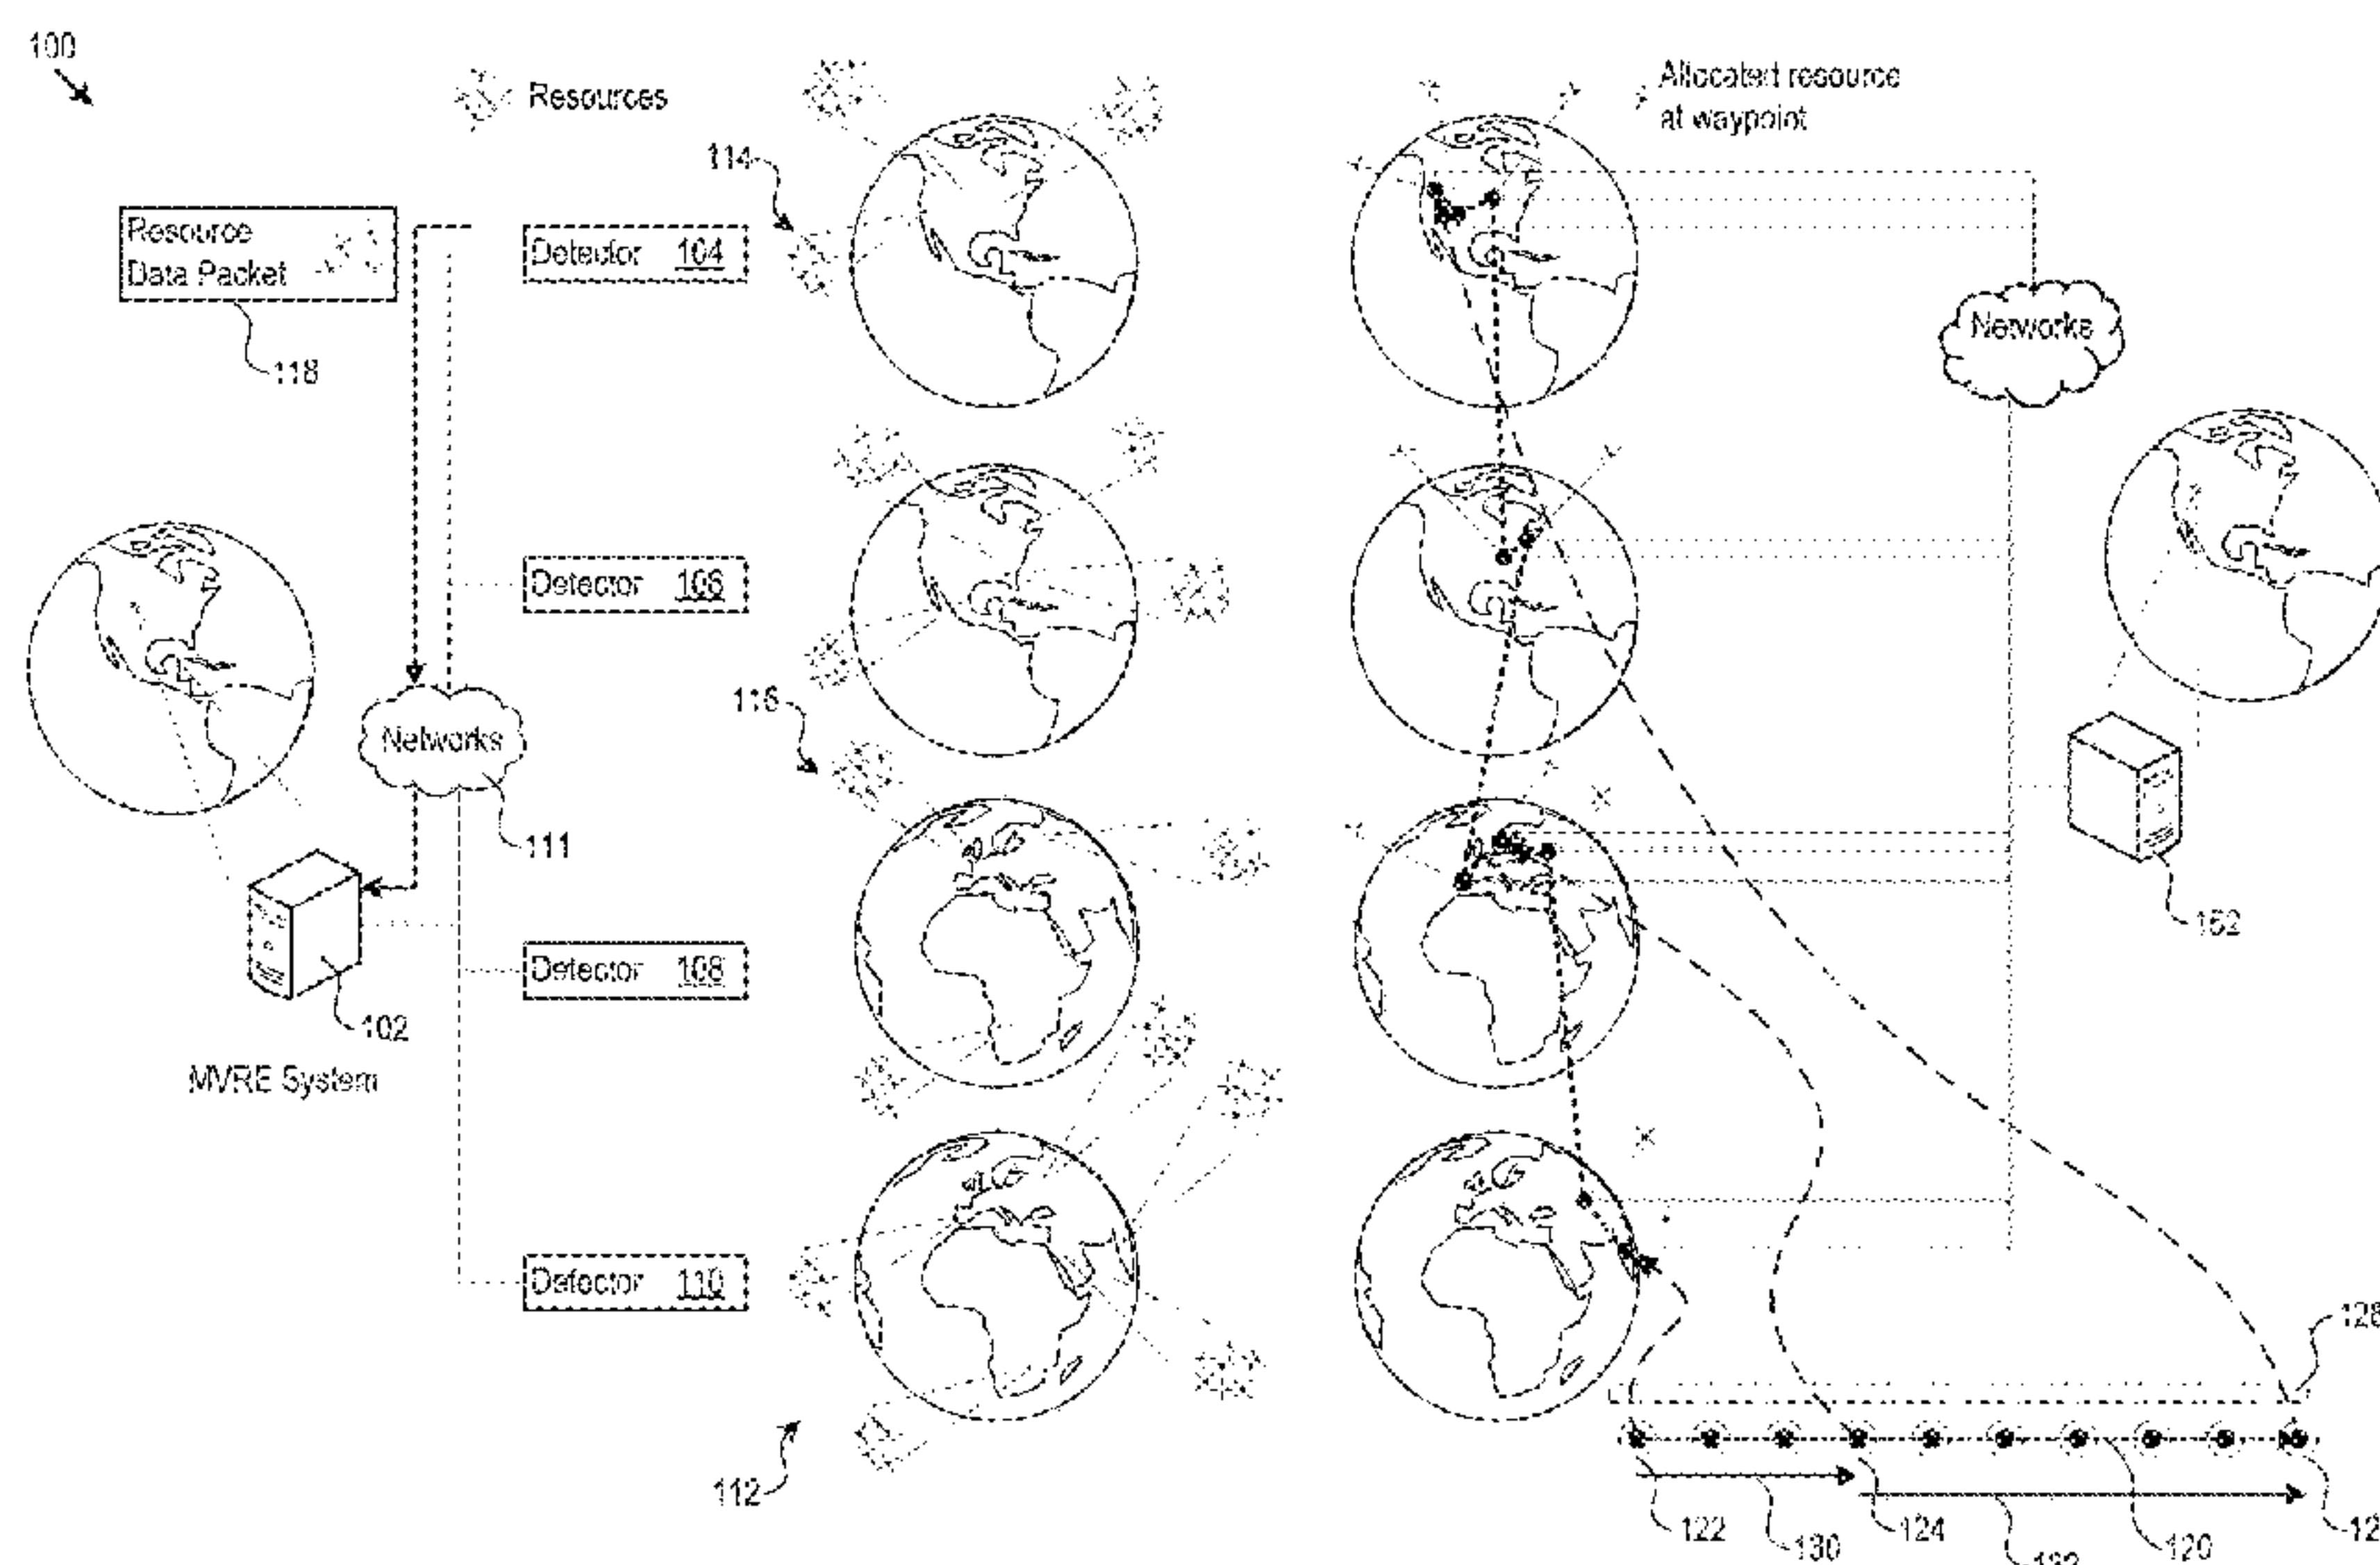 100
Resources
Allocated resource
at waypoint
114
Resource
Data Packet
Detector 104
118
Networks
Detector 106
116
Networks
111
152
Detector 108
102
MVRE System
Detector 110
128
112
122
130
124
120